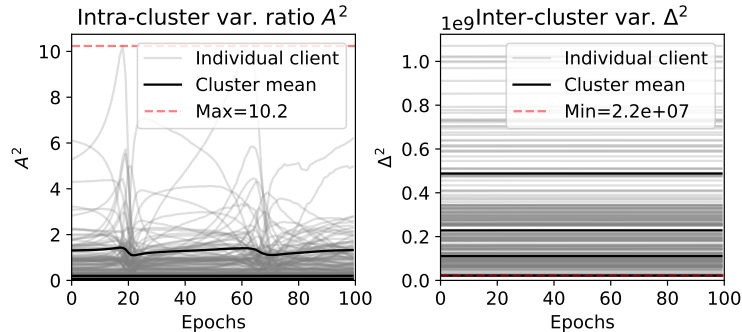 Intra-cluster var. ratio A²
A²
10
8
6
4
2
0
0 20 40 60 80 100
Epochs
Individual client
Cluster mean
Max=10.2
1e9
Inter-cluster var. Δ²
Δ²
1.0
0.8
0.6
0.4
0.2
0.0
0 20 40 60 80 100
Epochs
Individual client
Cluster mean
Min=2.2e+07